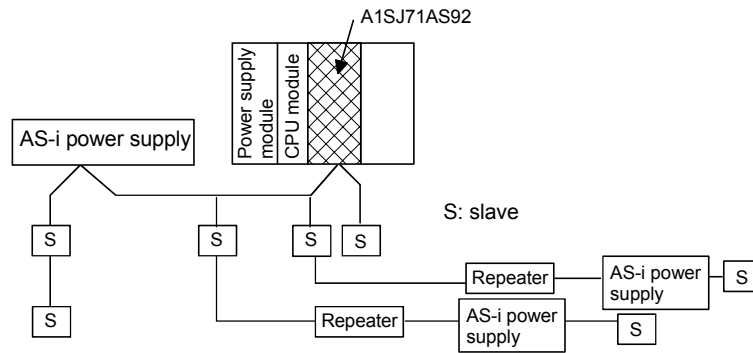 A1SJ71AS92
Power supply
module
CPU module
AS-i power supply
S: slave
S
S
S
S
Repeater
AS-i power
supply
S
S
Repeater
AS-i power
supply
S